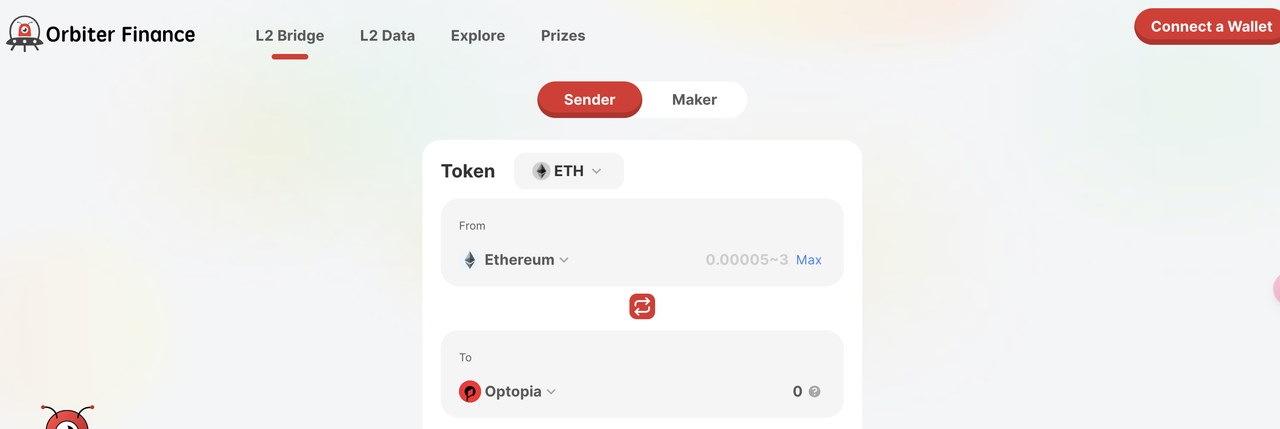 Orbiter Finance
L2 Bridge
L2 Data
Explore
Prizes
Connect a Wallet
Sender
Maker
Token
ETH
From
Ethereum
0.00005~3
Max
To
Optopia
0
?